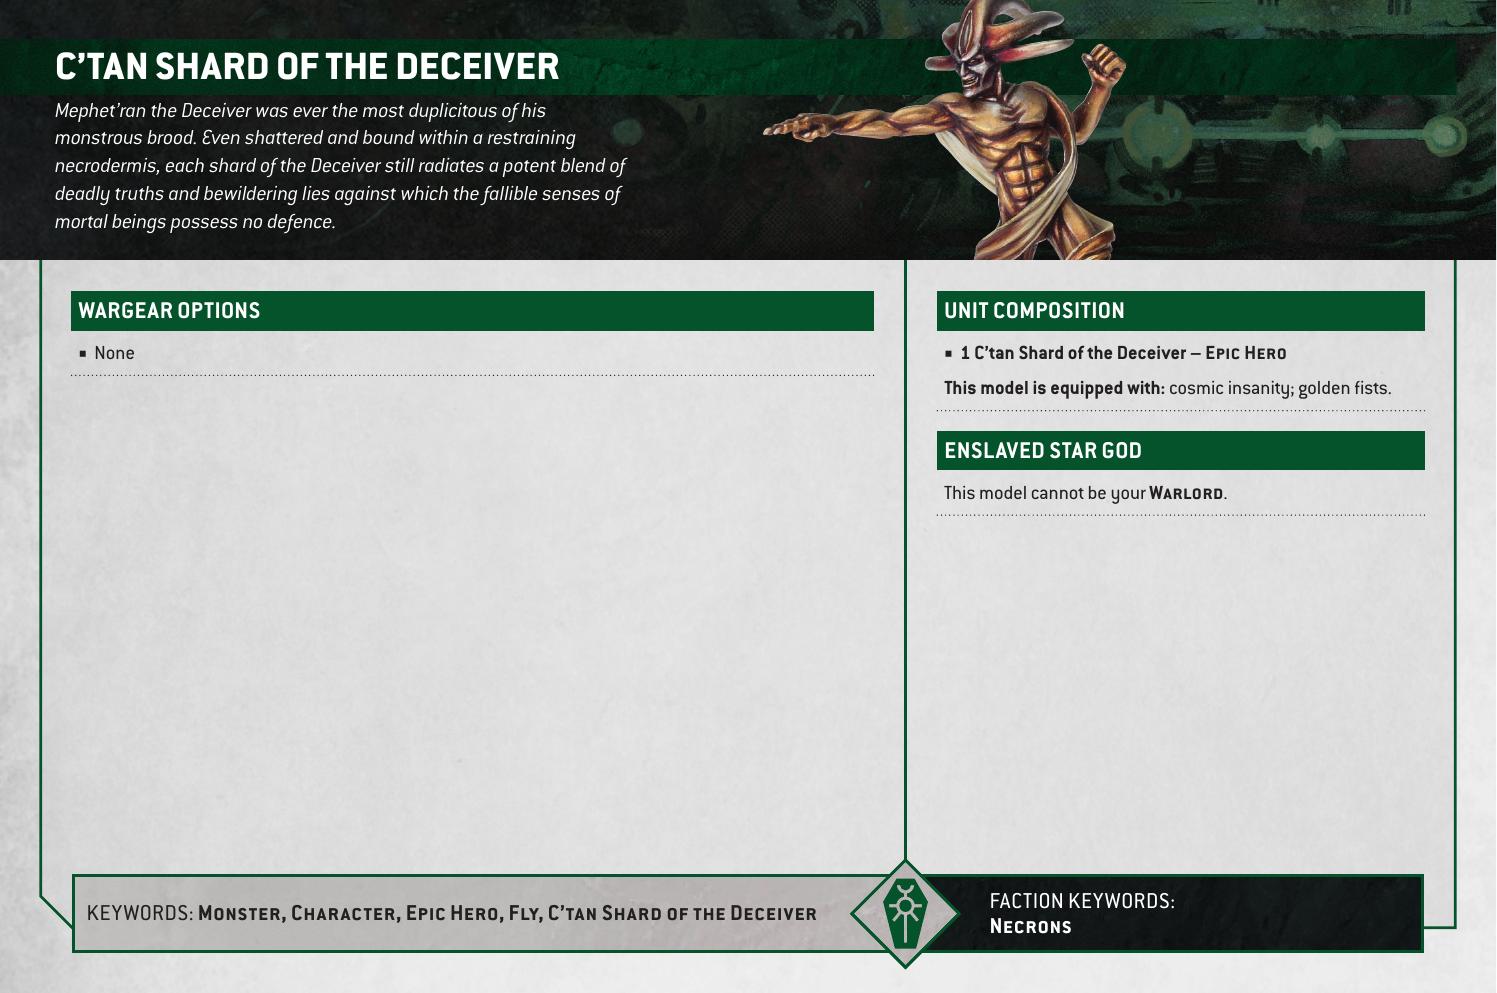 C’TAN SHARD OF THE DECEIVER
Mephet’ran the Deceiver was ever the most duplicitous of his
monstrous brood. Even shattered and bound within a restraining
necrodermis, each shard of the Deceiver still radiates a potent blend of
deadly truths and bewildering lies against which the fallible senses of
mortal beings possess no defence.
WARGEAR OPTIONS
▪ None
UNIT COMPOSITION
▪ 1 C’tan Shard of the Deceiver – EPIC HERO
This model is equipped with: cosmic insanity; golden fists.
ENSLAVED STAR GOD
This model cannot be your WARLORD.
KEYWORDS: MONSTER, CHARACTER, EPIC HERO, FLY, C’TAN SHARD OF THE DECEIVER
FACTION KEYWORDS:
NECRONS